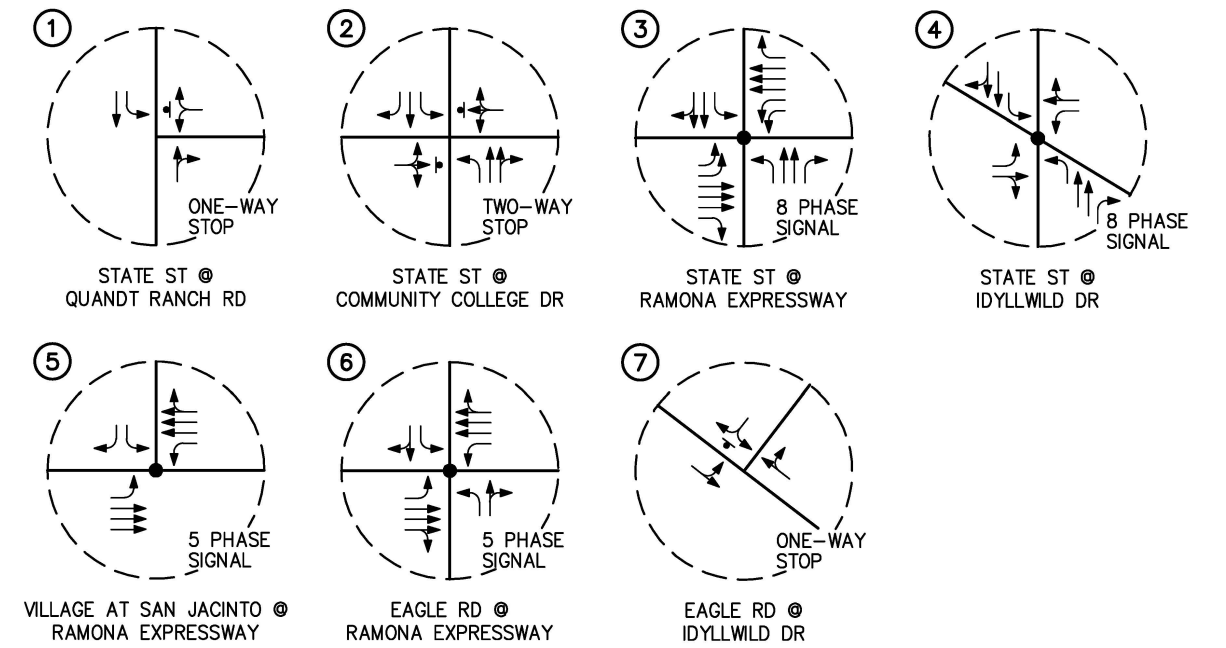 1
ONE-WAY
STOP
STATE ST @
QUANDT RANCH RD
2
TWO-WAY
STOP
STATE ST @
COMMUNITY COLLEGE DR
3
8 PHASE
SIGNAL
STATE ST @
RAMONA EXPRESSWAY
4
8 PHASE
SIGNAL
STATE ST @
IDYLLWILD DR
5
5 PHASE
SIGNAL
VILLAGE AT SAN JACINTO @
RAMONA EXPRESSWAY
6
5 PHASE
SIGNAL
EAGLE RD @
RAMONA EXPRESSWAY
7
ONE-WAY
STOP
EAGLE RD @
IDYLLWILD DR